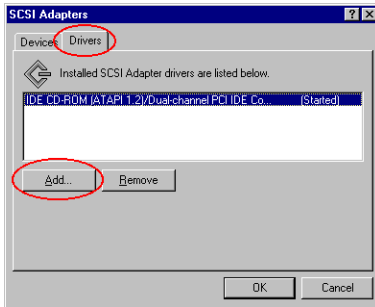 SCSI Adapters
Devices Drivers
Installed SCSI Adapter drivers are listed below.
IDE CD-ROM (ATAPI 1.2)/Dual-channel PCI IDE Co... (Started)
Add... Remove
OK Cancel